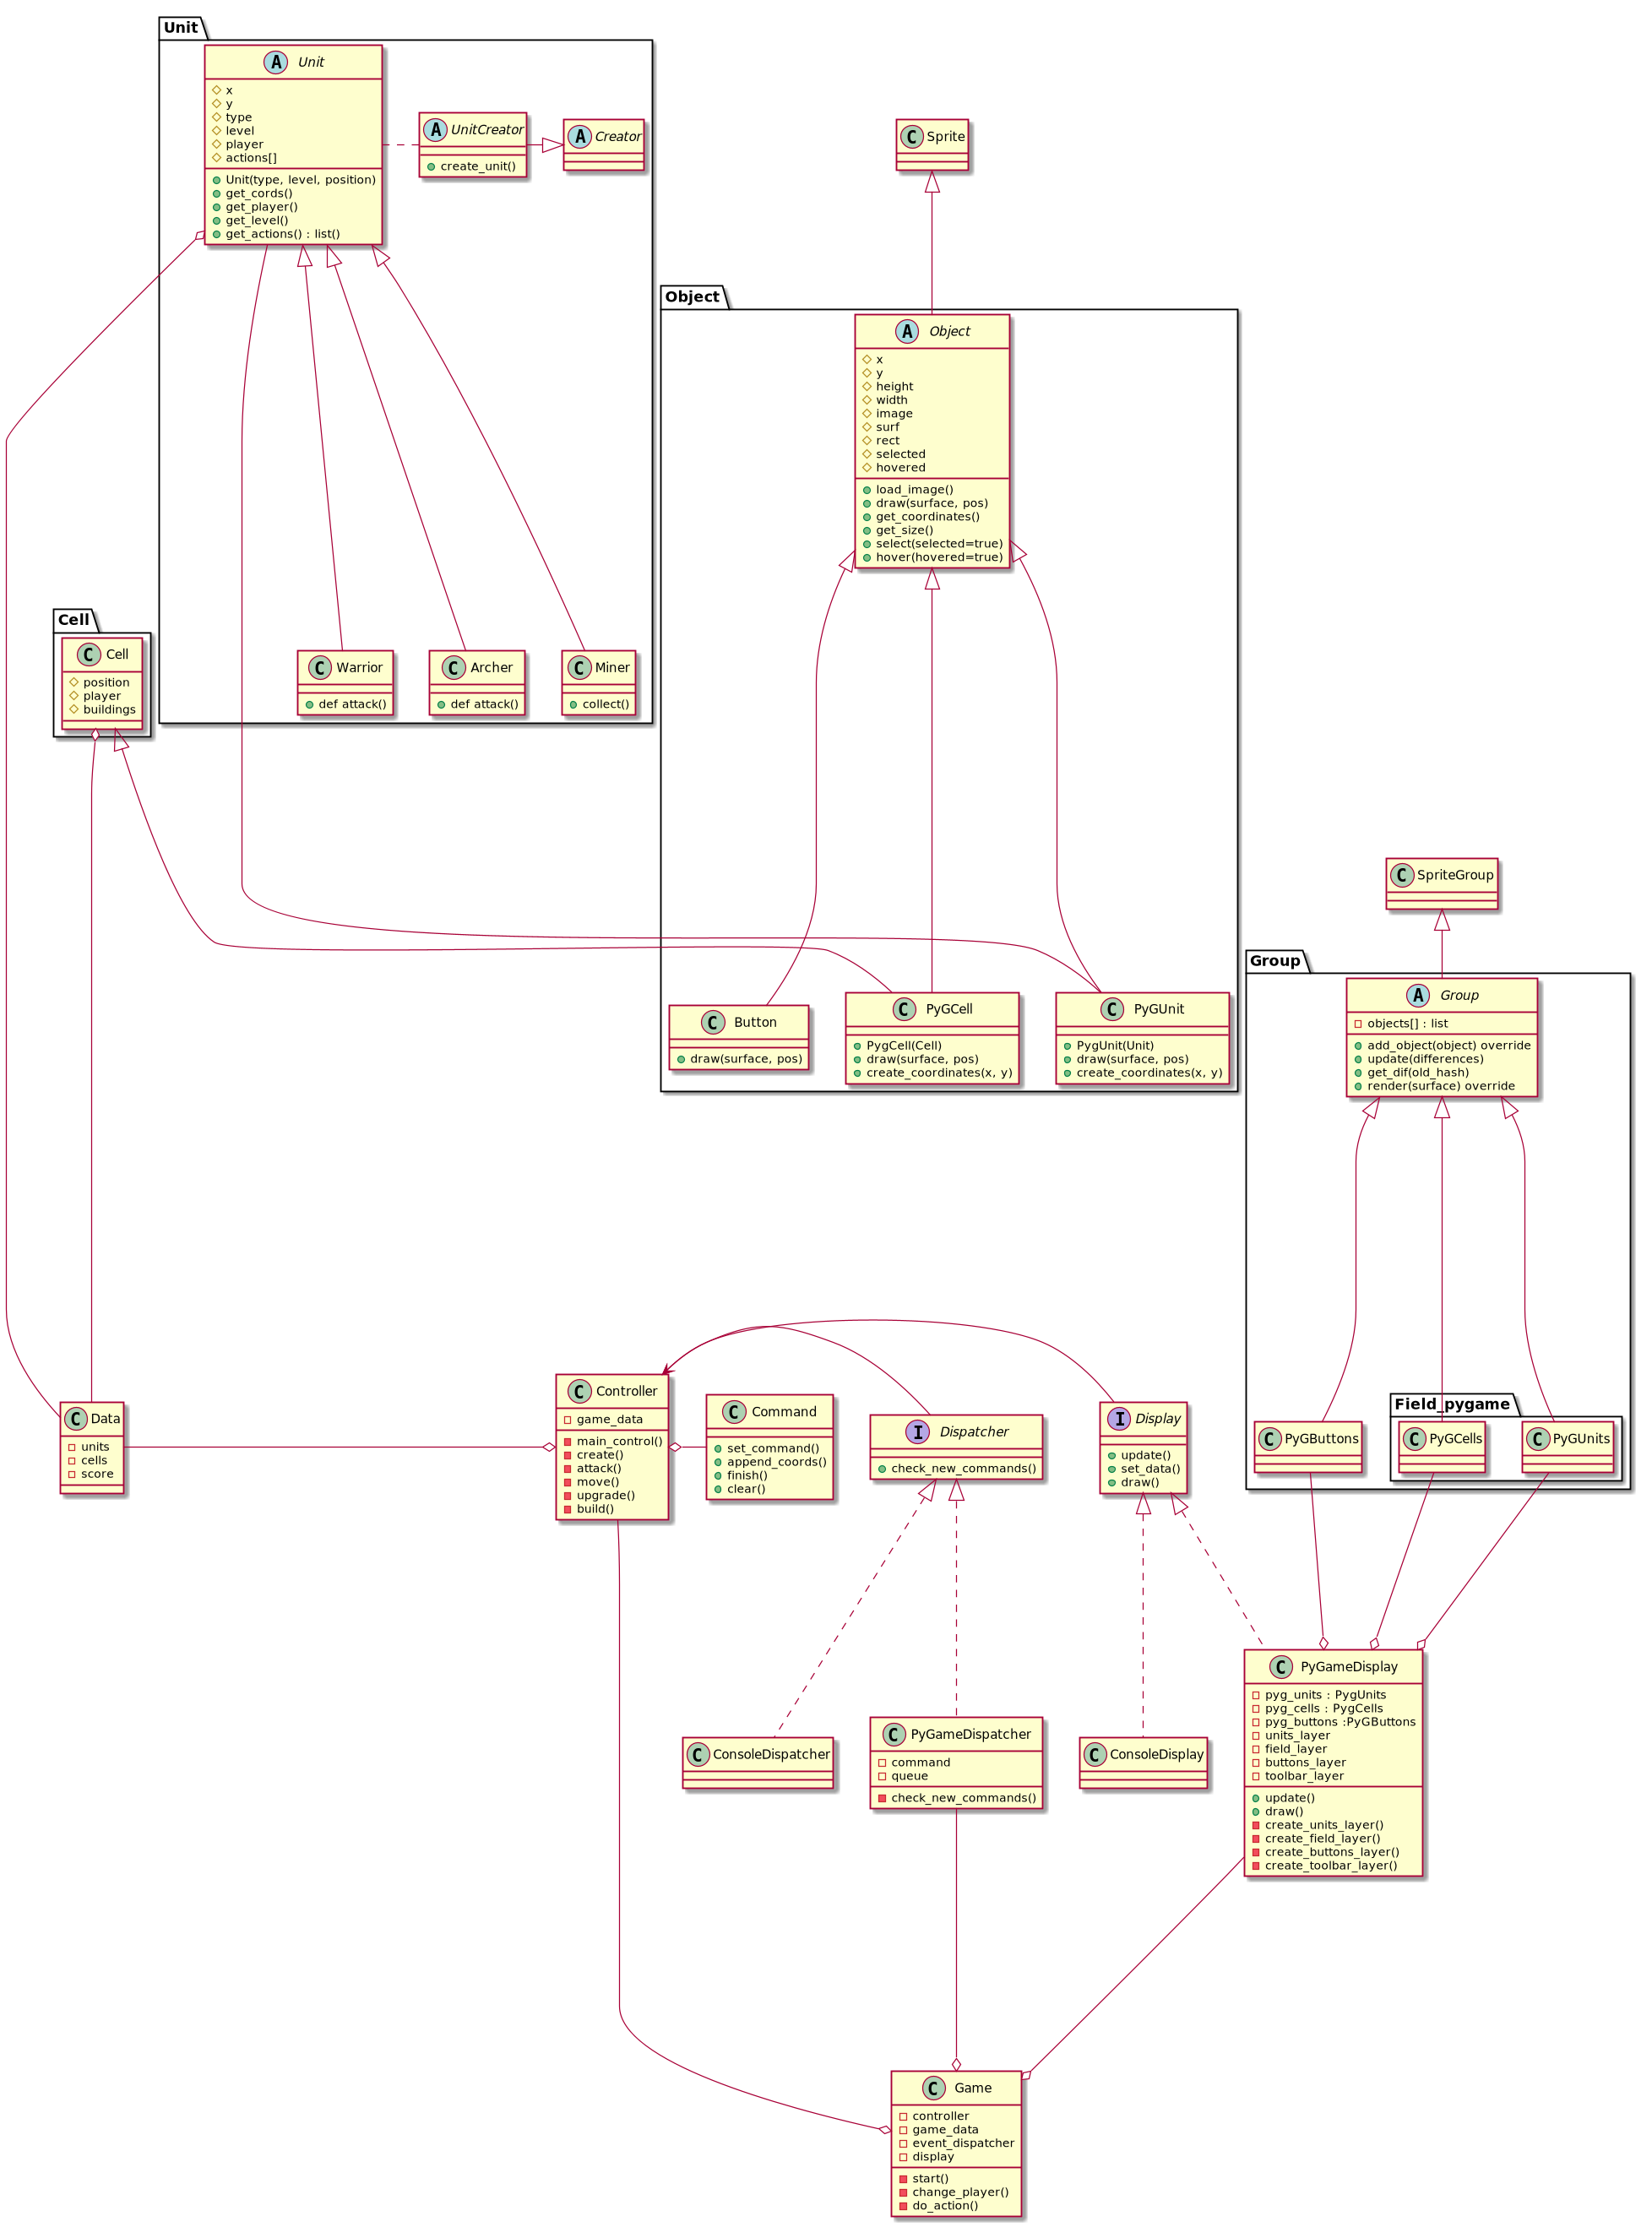 Unit
A Unit
x
y
type
level
player
actions[]
Unit(type, level, position)
get_cords()
get_player()
get_level()
get_actions() : list()
A UnitCreator
create_unit()
A Creator
C Sprite
Object
A Object
x
y
height
width
image
surf
rect
selected
hovered
load_image()
draw(surface, pos)
get_coordinates()
get_size()
select(selected=true)
hover(hovered=true)
Cell
C Cell
position
player
buildings
C Warrior
def attack()
C Archer
def attack()
C Miner
collect()
C SpriteGroup
C Button
draw(surface, pos)
C PyGCell
PygCell(Cell)
draw(surface, pos)
create_coordinates(x, y)
C PyGUnit
PygUnit(Unit)
draw(surface, pos)
create_coordinates(x, y)
Group
A Group
objects[] : list
add_object(object) override
update(differences)
get_dif(old_hash)
render(surface) override
C Data
units
cells
score
C Controller
game_data
main_control()
create()
attack()
move()
upgrade()
build()
C Command
set_command()
append_coords()
finish()
clear()
I Dispatcher
check_new_commands()
I Display
update()
set_data()
draw()
C PyGButtons
Field_pygame
C PyGCells
C PyGUnits
C ConsoleDispatcher
C PyGameDispatcher
command
queue
check_new_commands()
C ConsoleDisplay
C PyGameDisplay
pyg_units : PygUnits
pyg_cells : PygCells
pyg_buttons :PyGButtons
units_layer
field_layer
buttons_layer
toolbar_layer
update()
draw()
create_units_layer()
create_field_layer()
create_buttons_layer()
create_toolbar_layer()
C Game
controller
game_data
event_dispatcher
display
start()
change_player()
do_action()